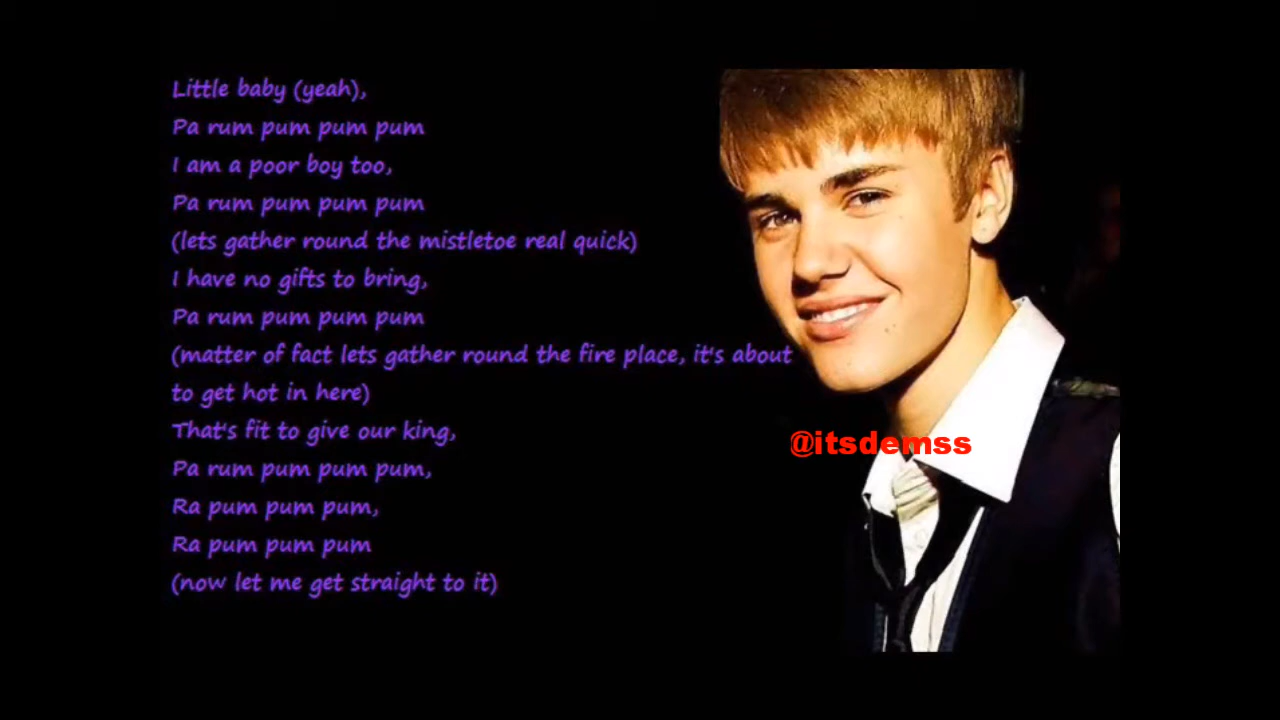 Little baby (yeah),
Pa rum pum pum pum
I am a poor boy too,
Pa rum pum pum pum
(lets gather round the mistletoe real quick)
I have no gifts to bring,
Pa rum pum pum pum
(matter of fact lets gather round the fire place, it's about
to get hot in here)
That's fit to give our king,
Pa rum pum pum pum,
Ra pum pum pum,
Ra pum pum pum
(now let me get straight to it)
@itsdemss